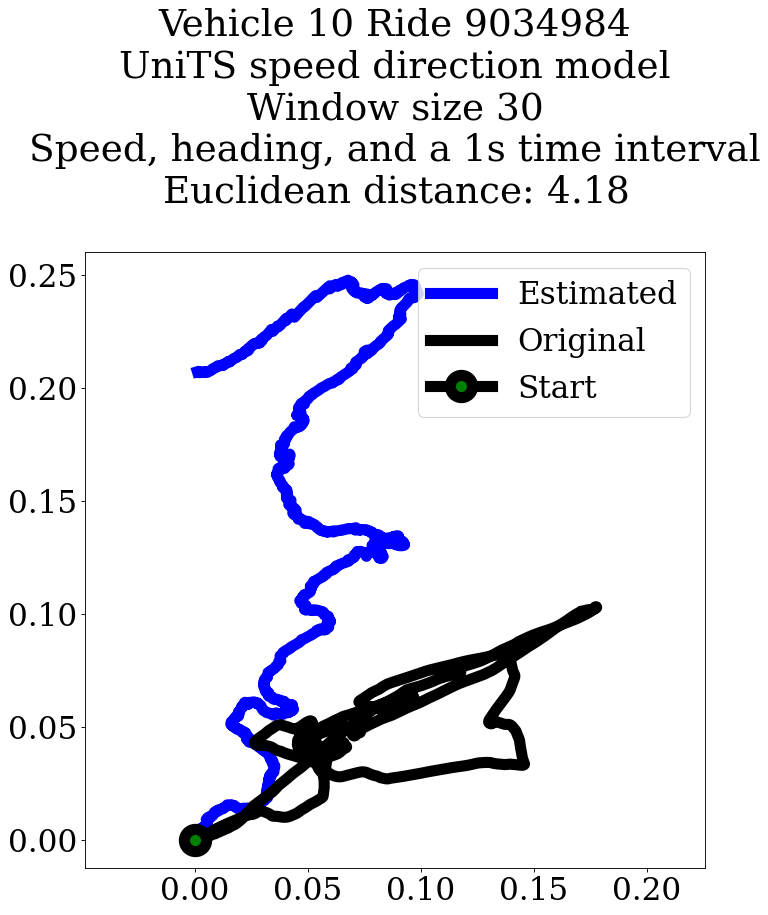 Vehicle 10 Ride 9034984
UniTS speed direction model
Window size 30
Speed, heading, and a 1s time interval
Euclidean distance: 4.18
0.25
0.20
0.15
0.10
0.05
0.00
Estimated
Original
Start
0.00 0.05 0.10 0.15 0.20